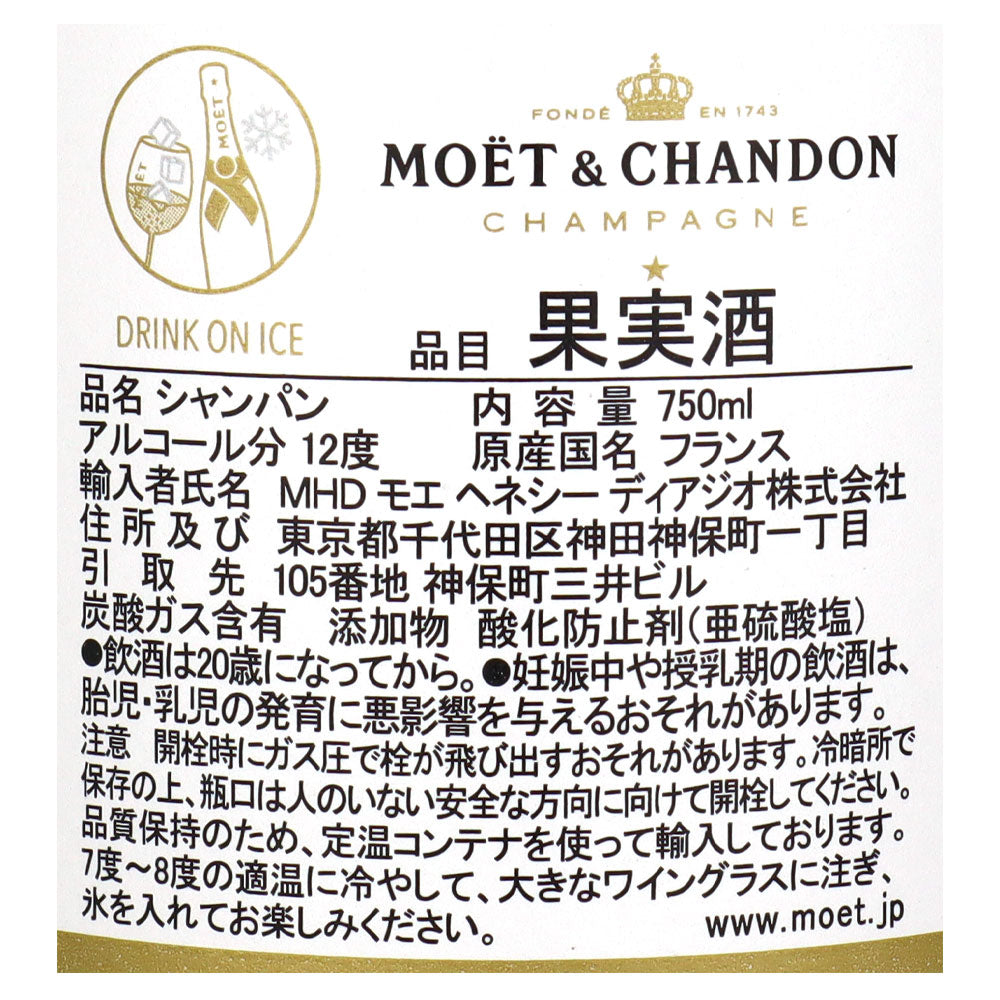 FONDÉ EN 1743
MOËT & CHANDON
CHAMPAGNE
MOËT
MOËT
DRINK ON ICE
品目 果実酒
品名 シャンパン 内容量 750ml
アルコール分 12度 原産国名 フランス
輸入者氏名 MHD モエ ヘネシー ディアジオ株式会社
住所及び 東京都千代田区神田神保町一丁目
引取先 105番地 神保町三井ビル
炭酸ガス含有 添加物 酸化防止剤(亜硫酸塩)
●飲酒は20歳になってから。●妊娠中や授乳期の飲酒は、
胎児・乳児の発育に悪影響を与えるおそれがあります。
注意 開栓時にガス圧で栓が飛び出すおそれがあります。冷暗所で
保存の上、瓶口は人のいない安全な方向に向けて開栓してください。
品質保持のため、定温コンテナを使って輸入しております。
7度~8度の適温に冷やして、大きなワイングラスに注ぎ、
氷を入れてお楽しみください。 www.moet.jp